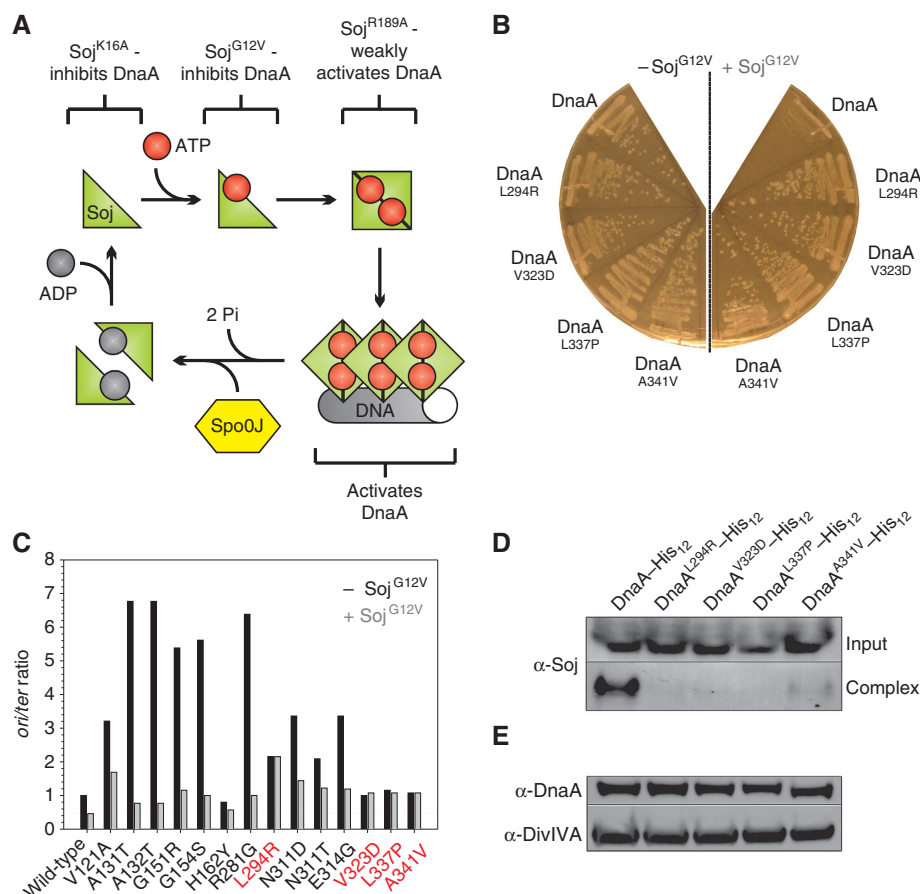 A
Soj^K16A -
inhibits DnaA
Soj^G12V -
inhibits DnaA
Soj^R189A -
weakly
activates DnaA
ATP
Soj
ADP
2 Pi
Spo0J
DNA
Activates
DnaA
B
– Soj^G12V
+ Soj^G12V
DnaA
DnaA
L294R
DnaA
V323D
DnaA
L337P
DnaA
A341V
DnaA
DnaA
L294R
DnaA
V323D
DnaA
L337P
DnaA
A341V
C
ori/ter ratio
8
7
6
5
4
3
2
1
0
– Soj^G12V
+ Soj^G12V
Wild-type
V121A
A131T
A132T
G151R
G154S
H162Y
R281G
L294R
N311D
N311T
E314G
V323D
L337P
A341V
D
DnaA–His₁₂
DnaA^L294R–His₁₂
DnaA^V323D–His₁₂
DnaA^L337P–His₁₂
DnaA^A341V–His₁₂
α-Soj
Input
Complex
E
α-DnaA
α-DivIVA